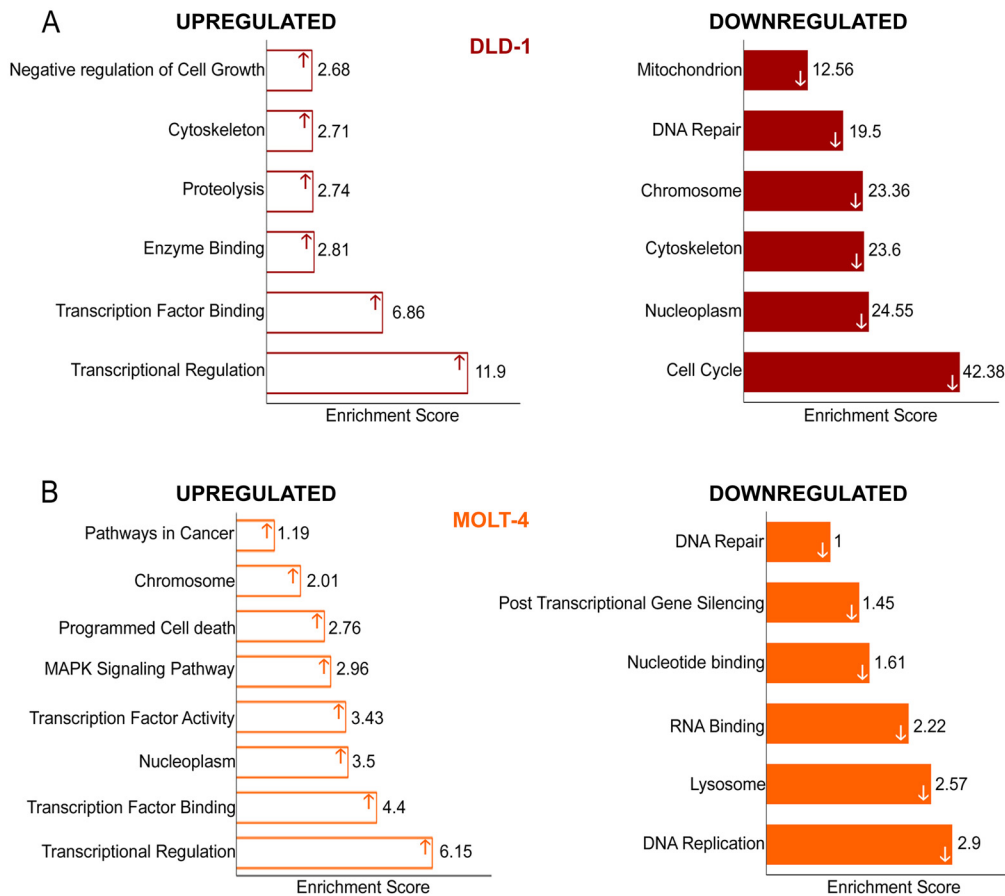 A
UPREGULATED
DOWNREGULATED
DLD-1
Negative regulation of Cell Growth 2.68
Cytoskeleton 2.71
Proteolysis 2.74
Enzyme Binding 2.81
Transcription Factor Binding 6.86
Transcriptional Regulation 11.9
Enrichment Score
Mitochondrion 12.56
DNA Repair 19.5
Chromosome 23.36
Cytoskeleton 23.6
Nucleoplasm 24.55
Cell Cycle 42.38
Enrichment Score
B
UPREGULATED
DOWNREGULATED
MOLT-4
Pathways in Cancer 1.19
Chromosome 2.01
Programmed Cell death 2.76
MAPK Signaling Pathway 2.96
Transcription Factor Activity 3.43
Nucleoplasm 3.5
Transcription Factor Binding 4.4
Transcriptional Regulation 6.15
Enrichment Score
DNA Repair 1
Post Transcriptional Gene Silencing 1.45
Nucleotide binding 1.61
RNA Binding 2.22
Lysosome 2.57
DNA Replication 2.9
Enrichment Score